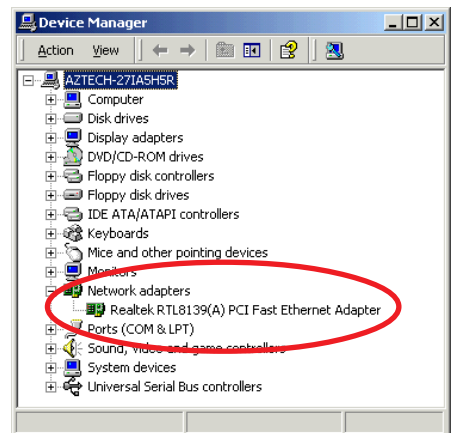 Device Manager
Action View
AZTECH-271A5H5R
Computer
Disk drives
Display adapters
DVD/CD-ROM drives
Floppy disk controllers
Floppy disk drives
IDE ATA/ATAPI controllers
Keyboards
Mice and other pointing devices
Monitors
Network adapters
Realtek RTL8139(A) PCI Fast Ethernet Adapter
Ports (COM & LPT)
Sound, video and game controllers
System devices
Universal Serial Bus controllers